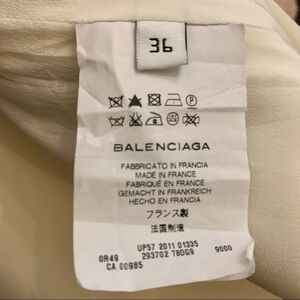 36
BALENCIAGA
FABBRICATO IN FRANCIA
MADE IN FRANCE
FABRIQUÉ EN FRANCE
GEMACHT IN FRANKREICH
HECHO EN FRANCIA
フランス製
法国制造
UP57 2011 01335
0R49 293702 TBDG9 9000
CA 00985